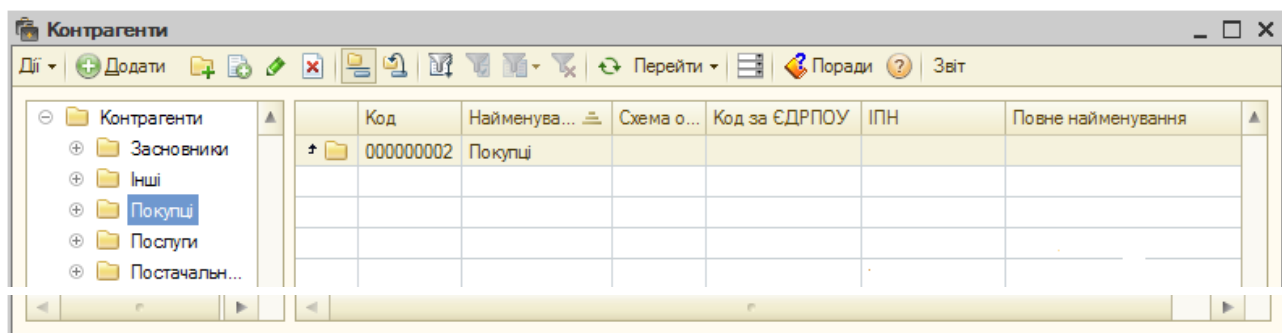 Контрагенти
Дії Додати Перейти Поради Звіт
Контрагенти
Засновники
Інші
Покупці
Послуги
Постачальн...
Код Найменува... Схема о... Код за ЄДРПОУ ІПН Повне найменування
000000002 Покупці